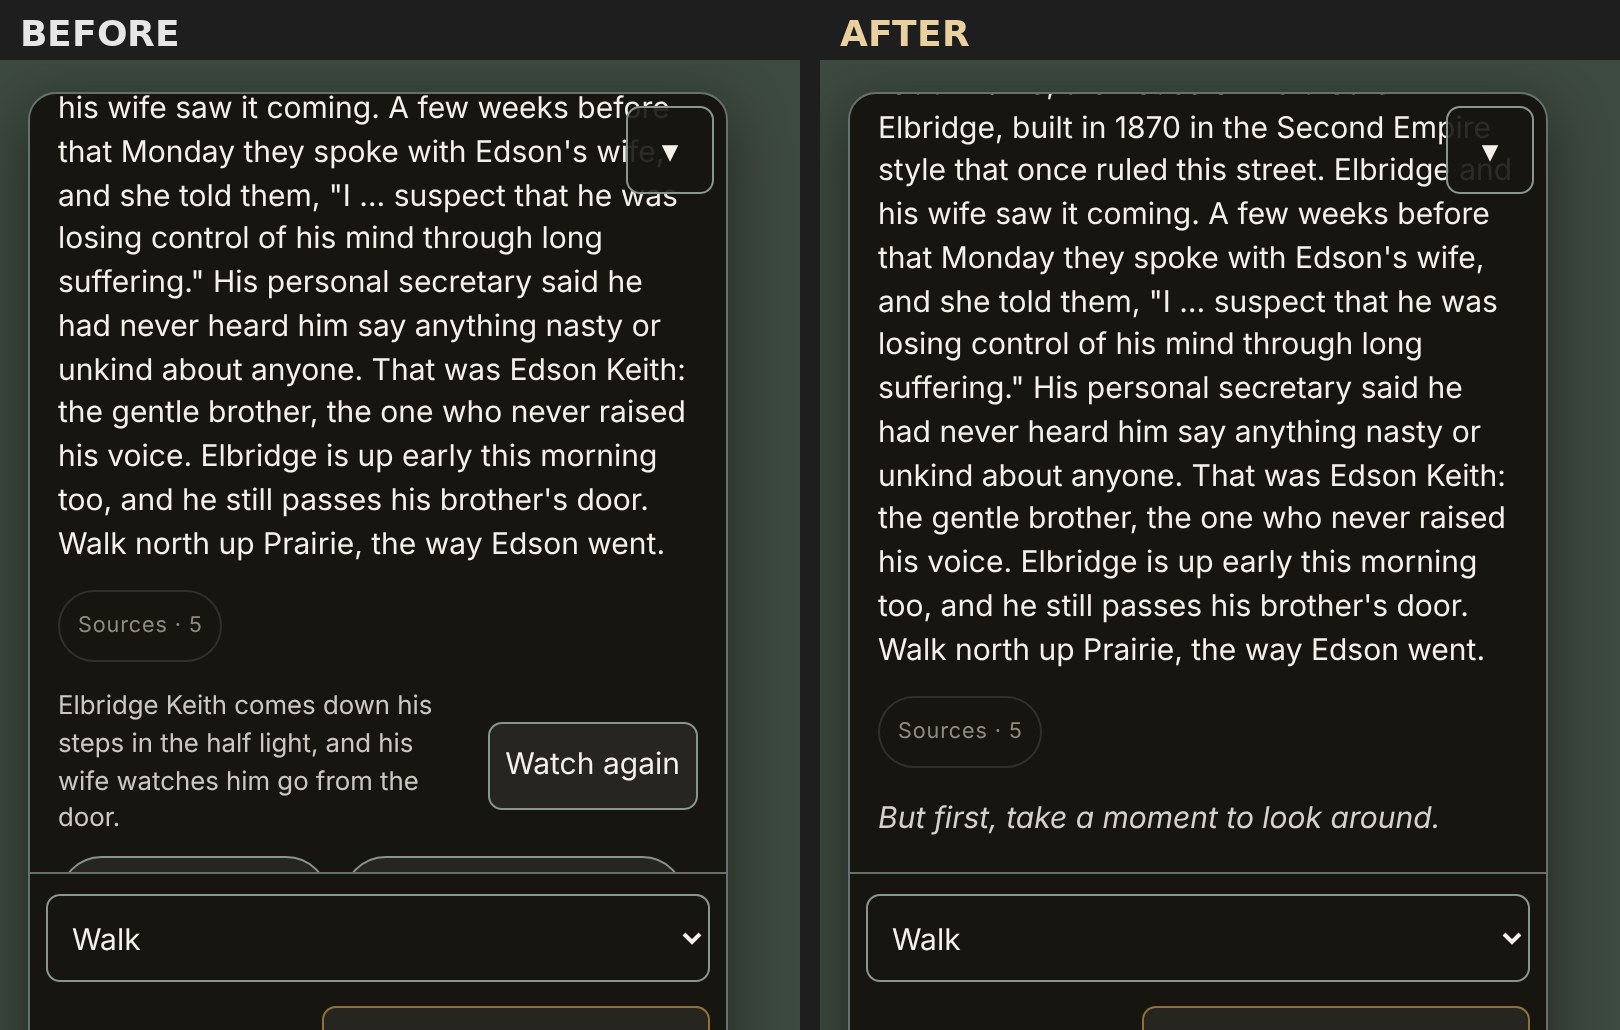 BEFORE
his wife saw it coming. A few weeks before
that Monday they spoke with Edson's wife,
▼
and she told them, "I ... suspect that he was
losing control of his mind through long
suffering." His personal secretary said he
had never heard him say anything nasty or
unkind about anyone. That was Edson Keith:
the gentle brother, the one who never raised
his voice. Elbridge is up early this morning
too, and he still passes his brother's door.
Walk north up Prairie, the way Edson went.
Sources · 5
Elbridge Keith comes down his
steps in the half light, and his
wife watches him go from the
door.
Watch again
Walk
AFTER
Elbridge, built in 1870 in the Second Empire
▼
style that once ruled this street. Elbridge and
his wife saw it coming. A few weeks before
that Monday they spoke with Edson's wife,
and she told them, "I ... suspect that he was
losing control of his mind through long
suffering." His personal secretary said he
had never heard him say anything nasty or
unkind about anyone. That was Edson Keith:
the gentle brother, the one who never raised
his voice. Elbridge is up early this morning
too, and he still passes his brother's door.
Walk north up Prairie, the way Edson went.
Sources · 5
But first, take a moment to look around.
Walk